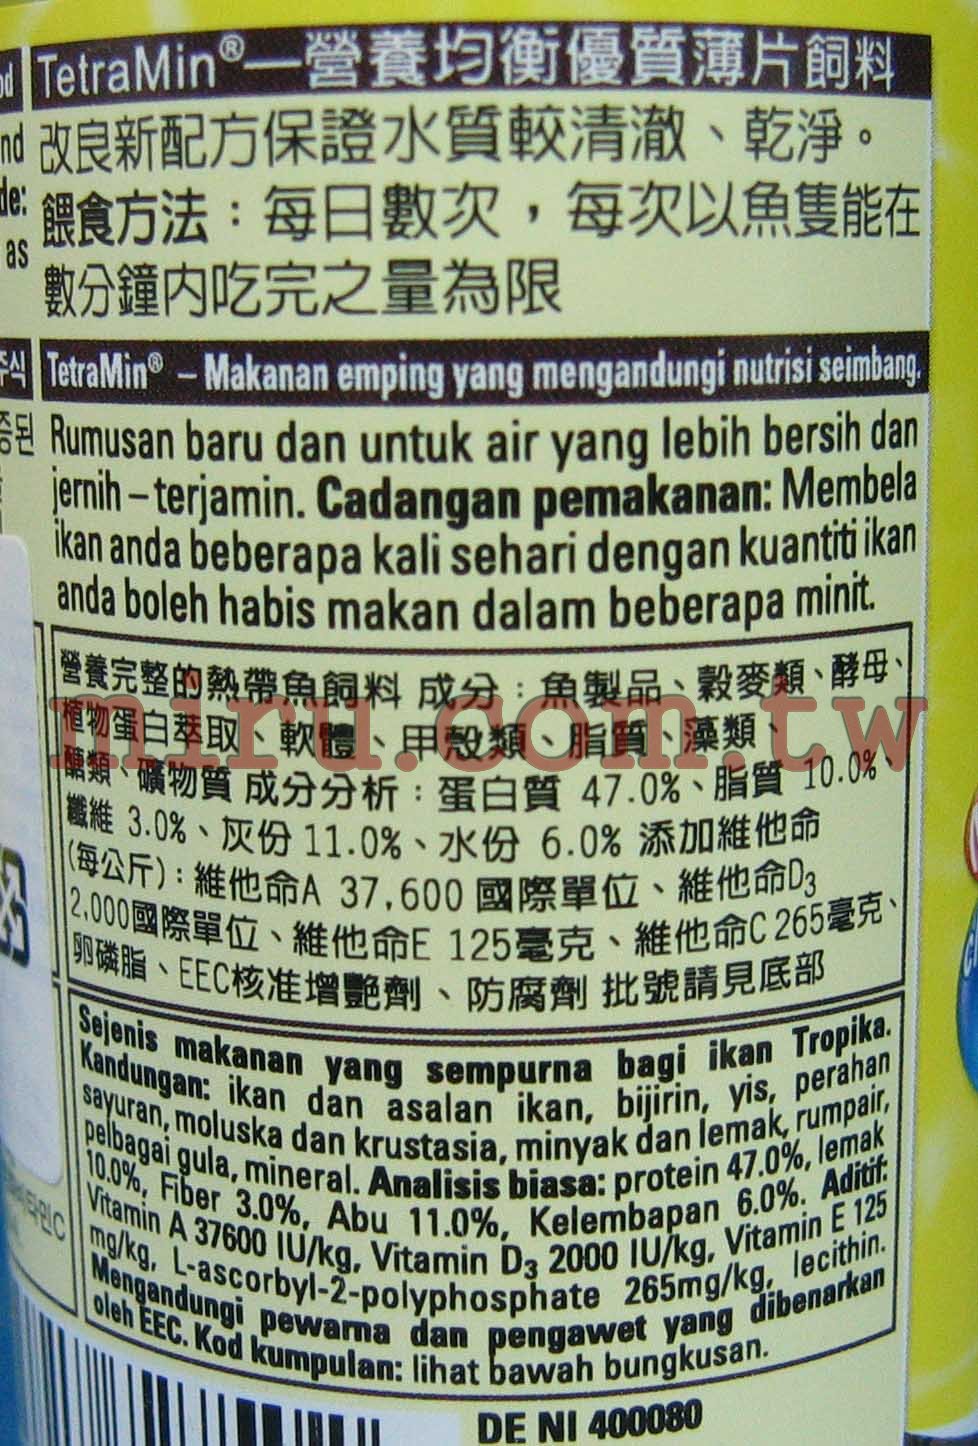 TetraMin®—營養均衡優質薄片飼料
改良新配方保證水質較清澈、乾淨。
餵食方法：每日數次，每次以魚隻能在
數分鐘內吃完之量為限
TetraMin® – Makanan emping yang mengandungi nutrisi seimbang.
Rumusan baru dan untuk air yang lebih bersih dan
jernih – terjamin. Cadangan pemakanan: Membela
ikan anda beberapa kali sehari dengan kuantiti ikan
anda boleh habis makan dalam beberapa minit.
營養完整的熱帶魚飼料 成分：魚製品、穀麥類、酵母、
植物蛋白萃取、軟體、甲殼類、脂質、藻類、
醣類、礦物質 成分分析：蛋白質 47.0%、脂質 10.0%、
纖維 3.0%、灰份 11.0%、水份 6.0% 添加維他命
(每公斤)：維他命A 37,600 國際單位、維他命D3
2,000國際單位、維他命E 125毫克、維他命C 265毫克、
卵磷脂、EEC核准增艷劑、防腐劑 批號請見底部
miru.com.tw
Sejenis makanan yang sempurna bagi ikan Tropika.
Kandungan: ikan dan asalan ikan, bijirin, yis, perahan
sayuran, moluska dan krustasia, minyak dan lemak, rumpair,
pelbagai gula, mineral. Analisis biasa: protein 47.0%, lemak
10.0%, Fiber 3.0%, Abu 11.0%, Kelembapan 6.0%. Aditif:
Vitamin A 37600 IU/kg, Vitamin D3 2000 IU/kg, Vitamin E 125
mg/kg, L-ascorbyl-2-polyphosphate 265mg/kg, lecithin.
Mengandungi pewarna dan pengawet yang dibenarkan
oleh EEC. Kod kumpulan: lihat bawah bungkusan.
DE NI 400080
nd
de:
as
주식
증된
타민C